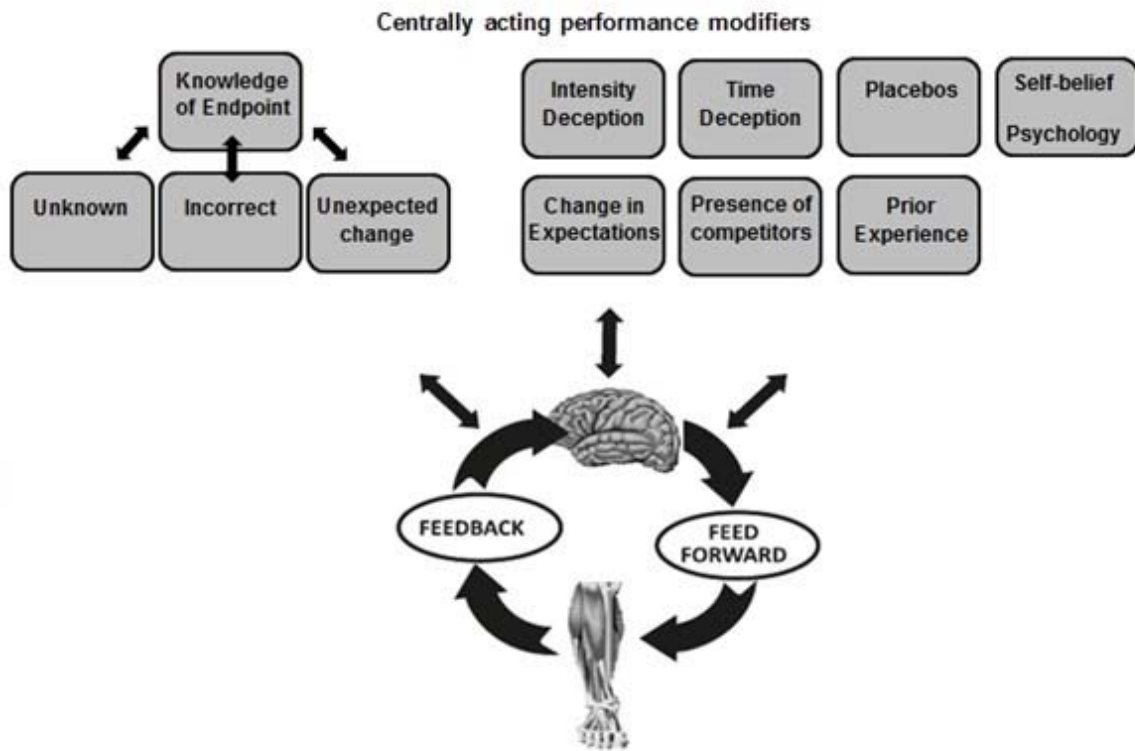 Centrally acting performance modifiers
Knowledge
of Endpoint
Unknown
Incorrect
Unexpected
change
Intensity
Deception
Time
Deception
Placebos
Self-belief
Psychology
Change in
Expectations
Presence of
competitors
Prior
Experience
FEEDBACK
FEED
FORWARD